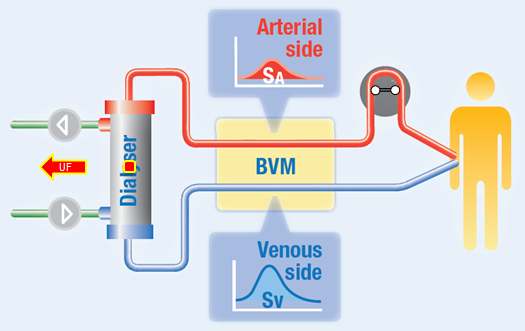 Arterial
side
SA
UF
Dialyser
BVM
Venous
side
Sv